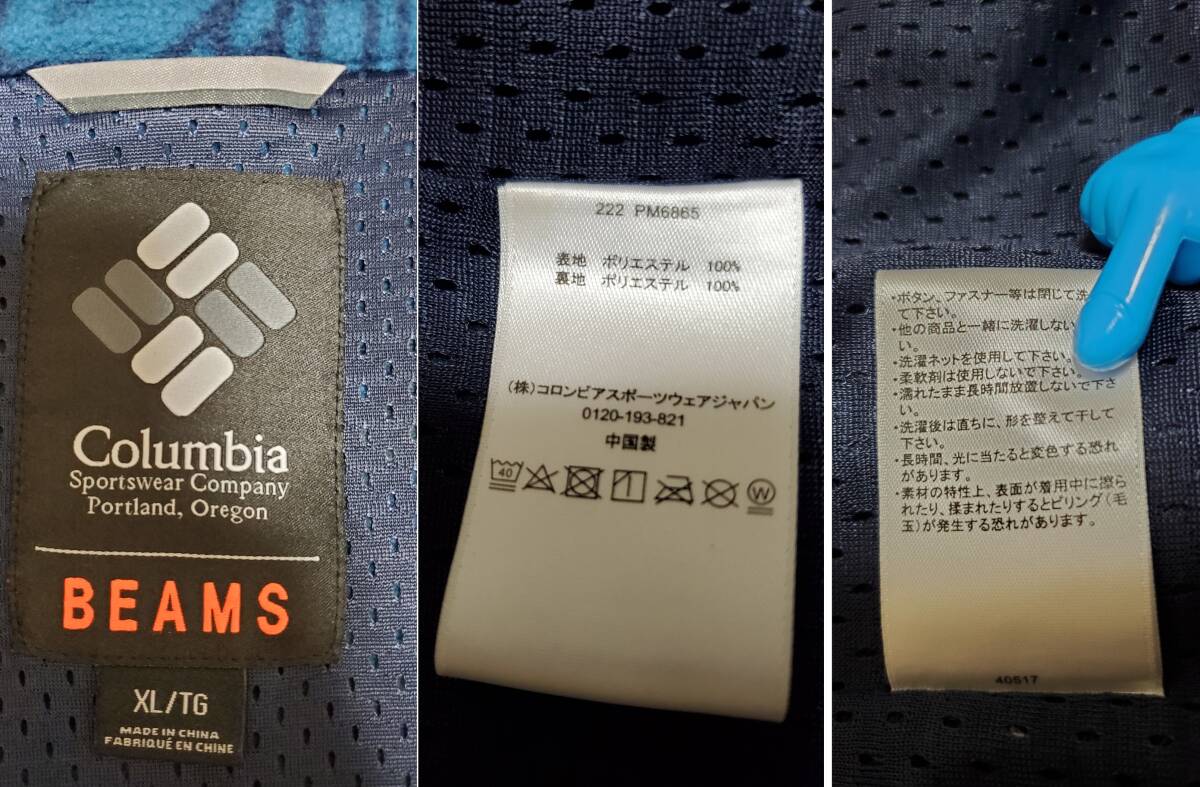 Columbia
Sportswear Company
Portland, Oregon
BEAMS
XL/TG
MADE IN CHINA
FABRIQUÉ EN CHINE
222 PM6865
表地 ポリエステル 100%
裏地 ポリエステル 100%
(株)コロンビアスポーツウェアジャパン
0120-193-821
中国製
40
W
・ボタン、ファスナー等は閉じて洗
て下さい。
・他の商品と一緒に洗濯しない
い。
・洗濯ネットを使用して下さい。
・柔軟剤は使用しないで下さい。
・濡れたまま長時間放置しないで下さ
い。
・洗濯後は直ちに、形を整えて干して
下さい。
・長時間、光に当たると変色する恐れ
があります。
・素材の特性上、表面が着用中に擦ら
れたり、揉まれたりするとピリング(毛
玉)が発生する恐れがあります。
40517